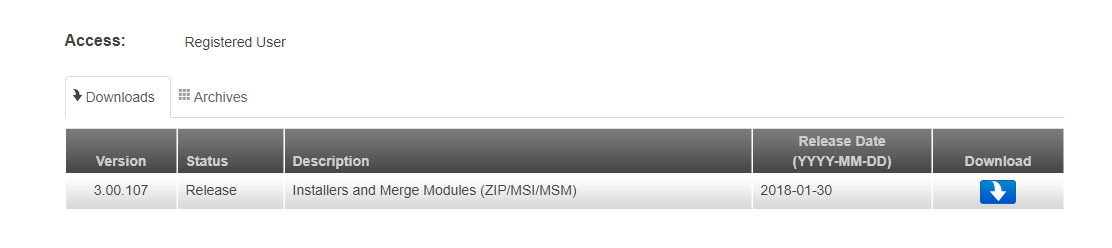 Access: Registered User
Downloads Archives
Version Status Description Release Date (YYYY-MM-DD) Download
3.00.107 Release Installers and Merge Modules (ZIP/MSI/MSM) 2018-01-30